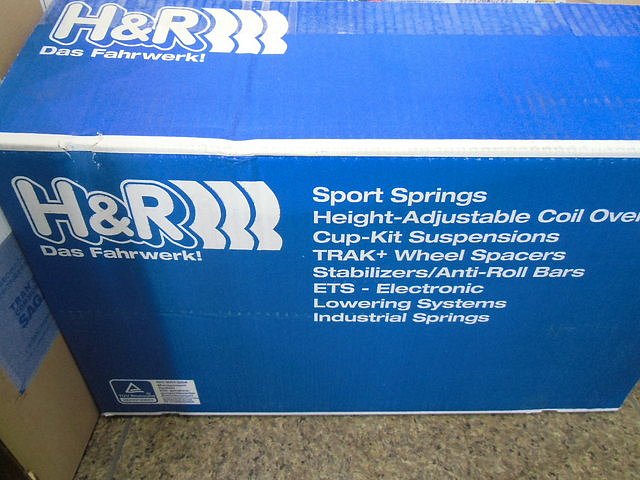 H&R
Das Fahrwerk!
H&R
Das Fahrwerk!
Sport Springs
Height-Adjustable Coil Over
Cup-Kit Suspensions
TRAK+ Wheel Spacers
Stabilizers/Anti-Roll Bars
ETS - Electronic
Lowering Systems
Industrial Springs